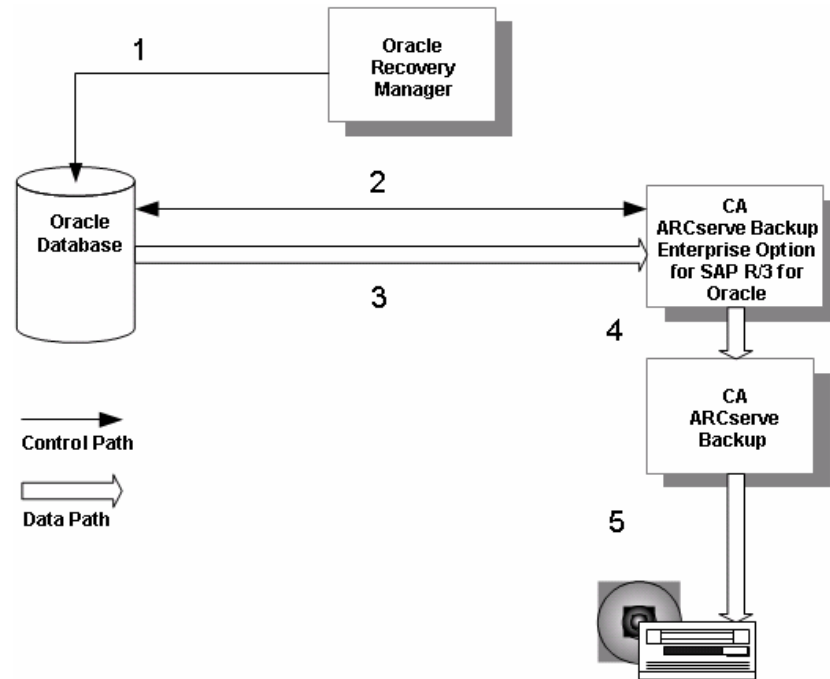 1
Oracle
Recovery
Manager
2
Oracle
Database
CA
ARCserve Backup
Enterprise Option
for SAP R/3 for
Oracle
3
4
CA
ARCserve
Backup
Control Path
Data Path
5